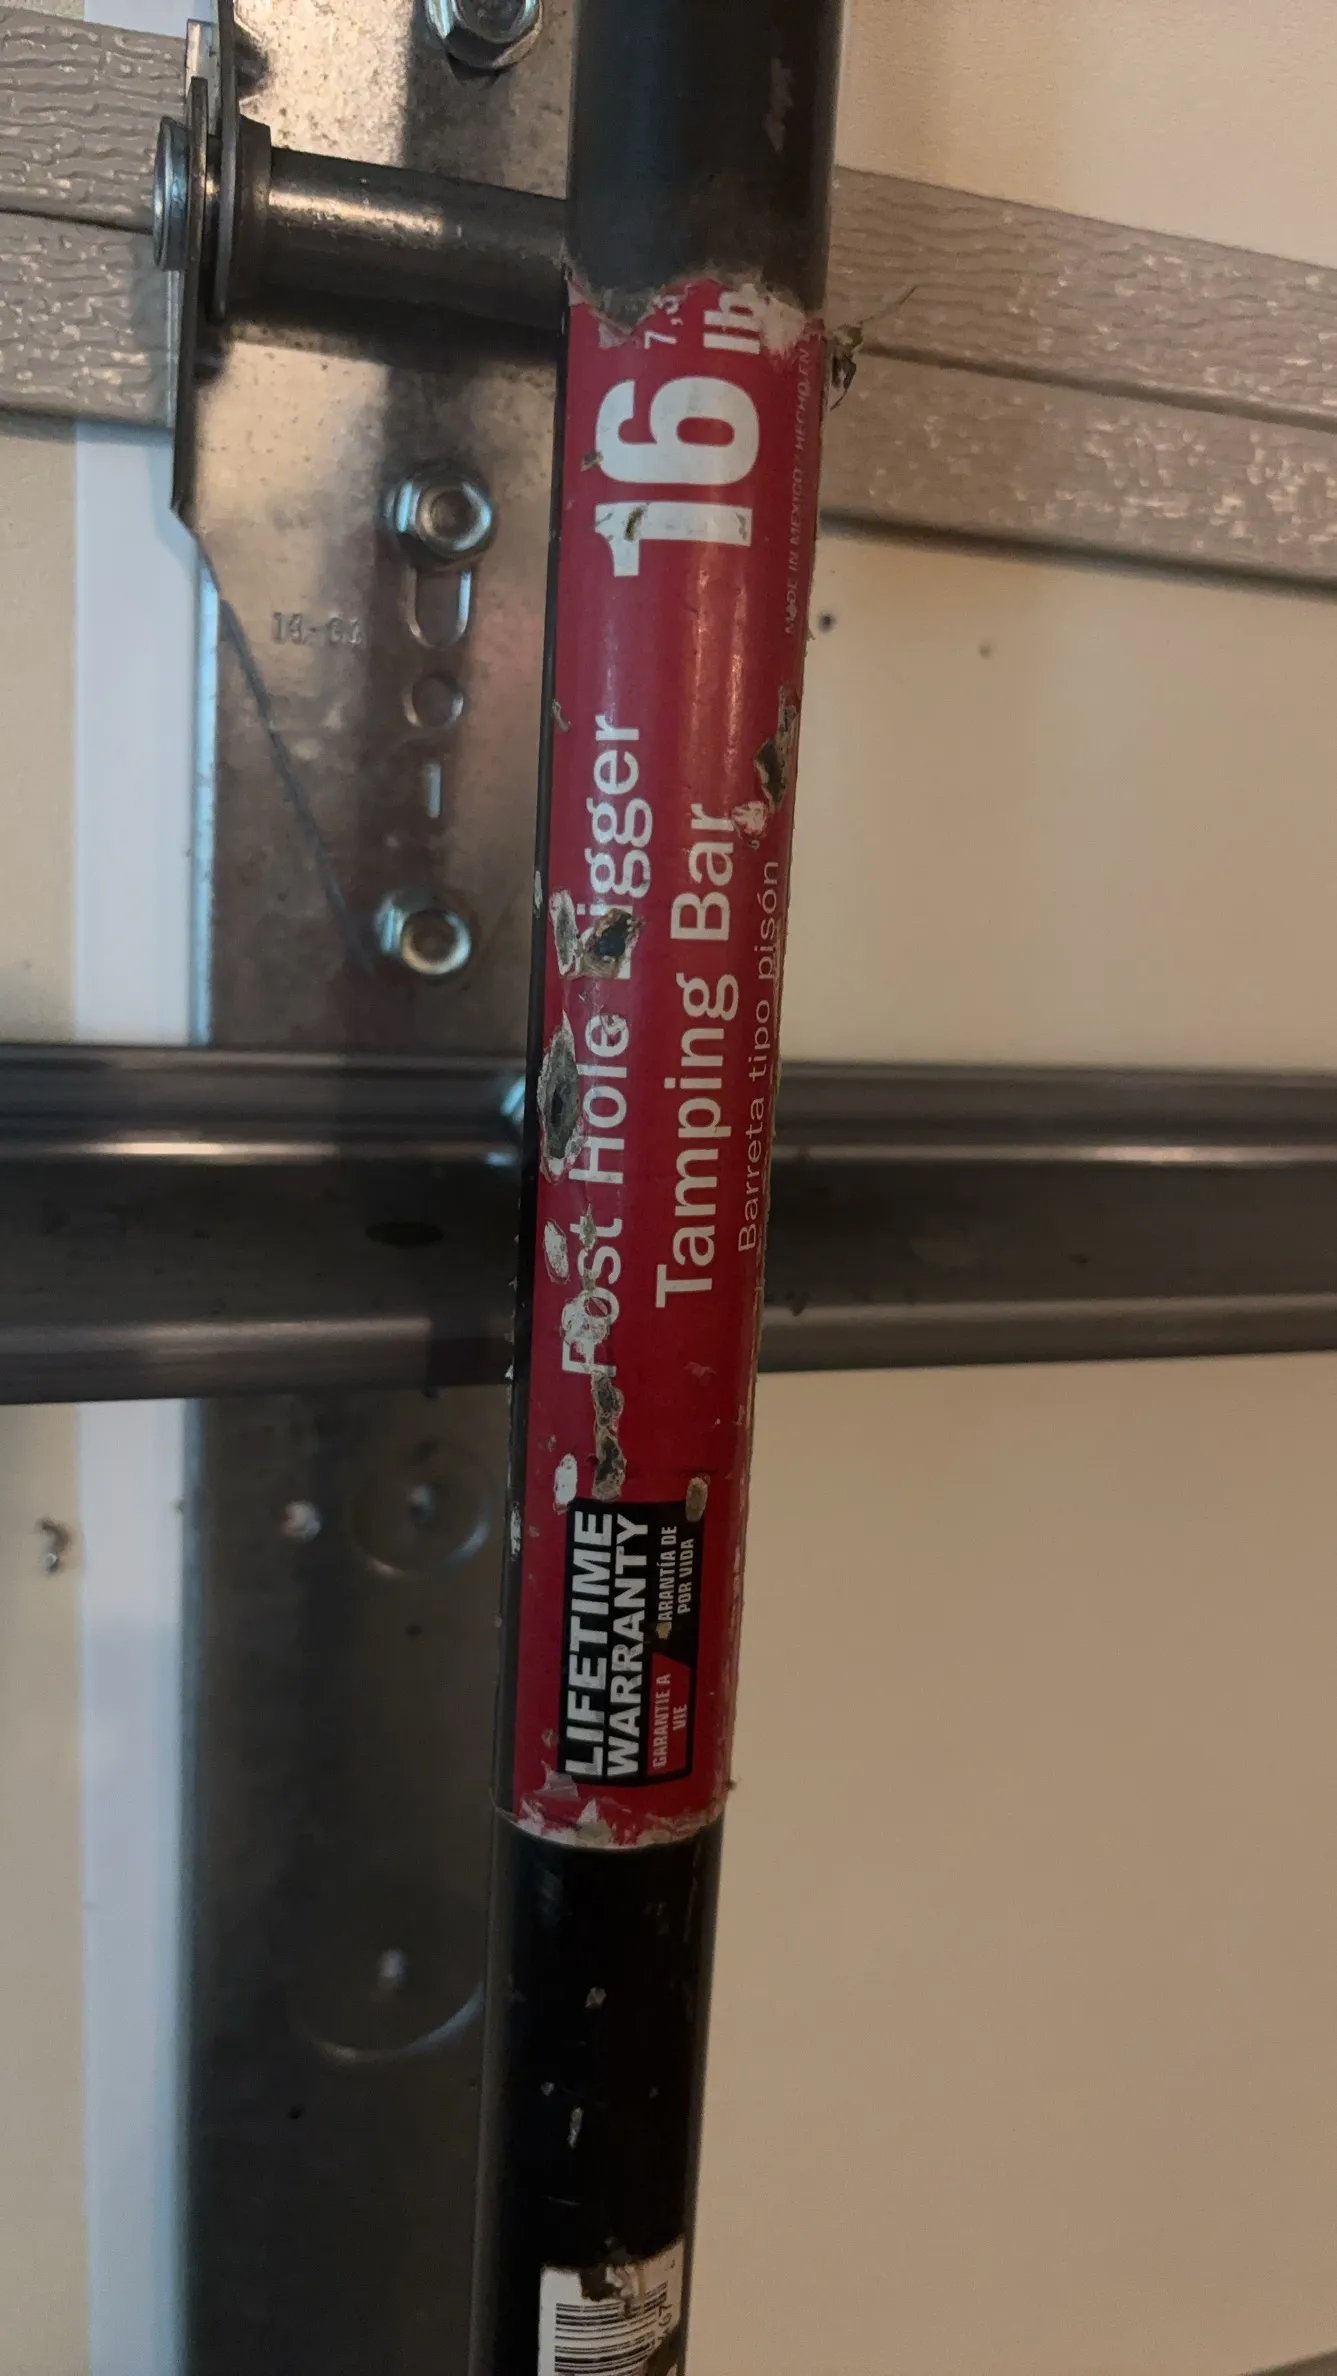 16 lb
7,3
MADE IN MEXICO / HECHO EN
Post Hole Digger
Tamping Bar
Barreta tipo pisón
LIFETIME
WARRANTY
GARANTIE A
VIE
GARANTÍA DE
POR VIDA